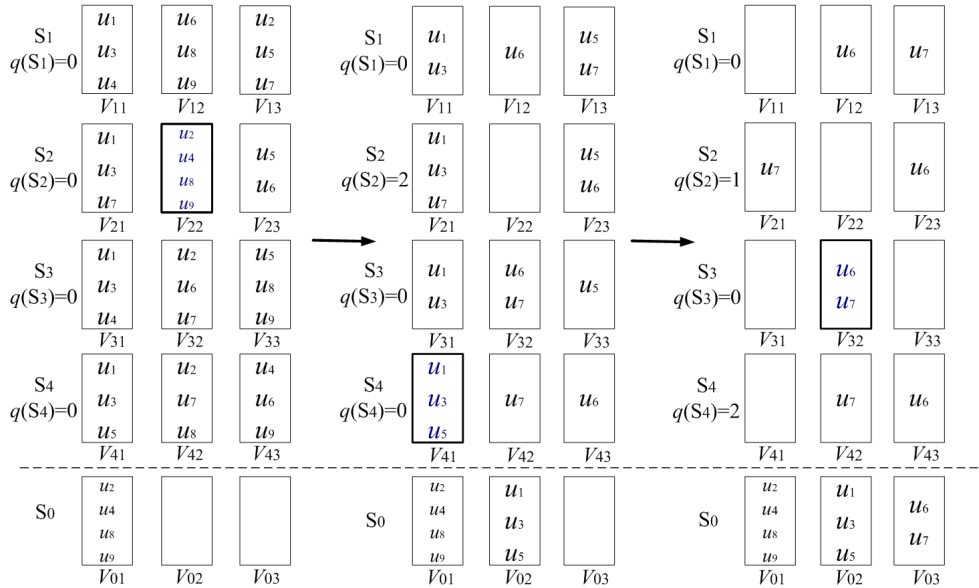 S1
q(S1)=0
u1 u6 u2
u3 u8 u5
u4 u9 u7
V11 V12 V13
S2
q(S2)=0
u1
u3
u7
u2
u4
u8
u9
u5
u6
V21 V22 V23
S3
q(S3)=0
u1 u2 u5
u3 u6 u8
u4 u7 u9
V31 V32 V33
S4
q(S4)=0
u1 u2 u4
u3 u7 u6
u5 u8 u9
V41 V42 V43
S0
u2
u4
u8
u9
V01 V02 V03
S1
q(S1)=0
u1
u3
u6
u5
u7
V11 V12 V13
S2
q(S2)=2
u1
u3
u7
u5
u6
V21 V22 V23
S3
q(S3)=0
u1
u3
u6
u7
u5
V31 V32 V33
S4
q(S4)=0
u1
u3
u5
u7
u6
V41 V42 V43
S0
u2
u4
u8
u9
u1
u3
u5
V01 V02 V03
S1
q(S1)=0
u6
u7
V11 V12 V13
S2
q(S2)=1
u7
u6
V21 V22 V23
S3
q(S3)=0
u6
u7
V31 V32 V33
S4
q(S4)=2
u7
u6
V41 V42 V43
S0
u2
u4
u8
u9
u1
u3
u5
u6
u7
V01 V02 V03